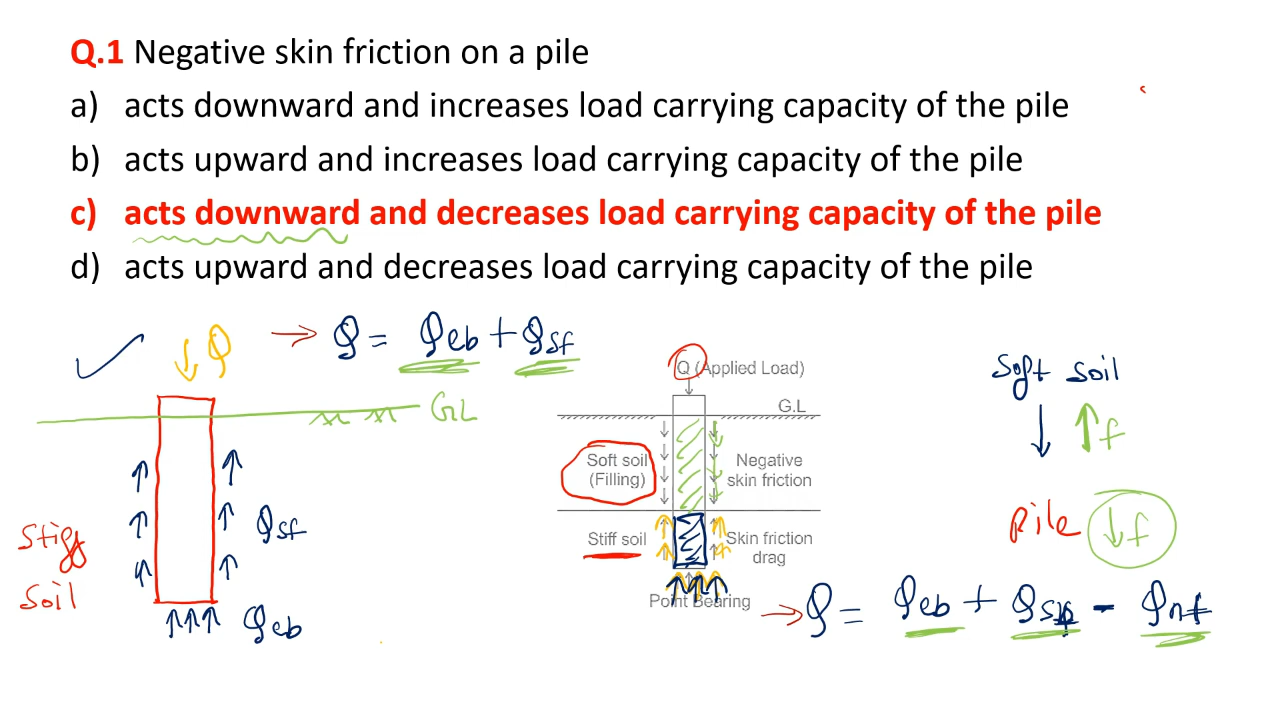 Q.1 Negative skin friction on a pile
a) acts downward and increases load carrying capacity of the pile
b) acts upward and increases load carrying capacity of the pile
c) acts downward and decreases load carrying capacity of the pile
d) acts upward and decreases load carrying capacity of the pile
Q
Q = Qeb + Qsf
GL
Stiff
soil
Qsf
Qeb
Q (Applied Load)
G.L
Soft soil
(Filling)
Negative
skin friction
Stiff soil
Skin friction
drag
Point Bearing
Soft soil
f
Pile
f
Q = Qeb + Qsf - Qnf